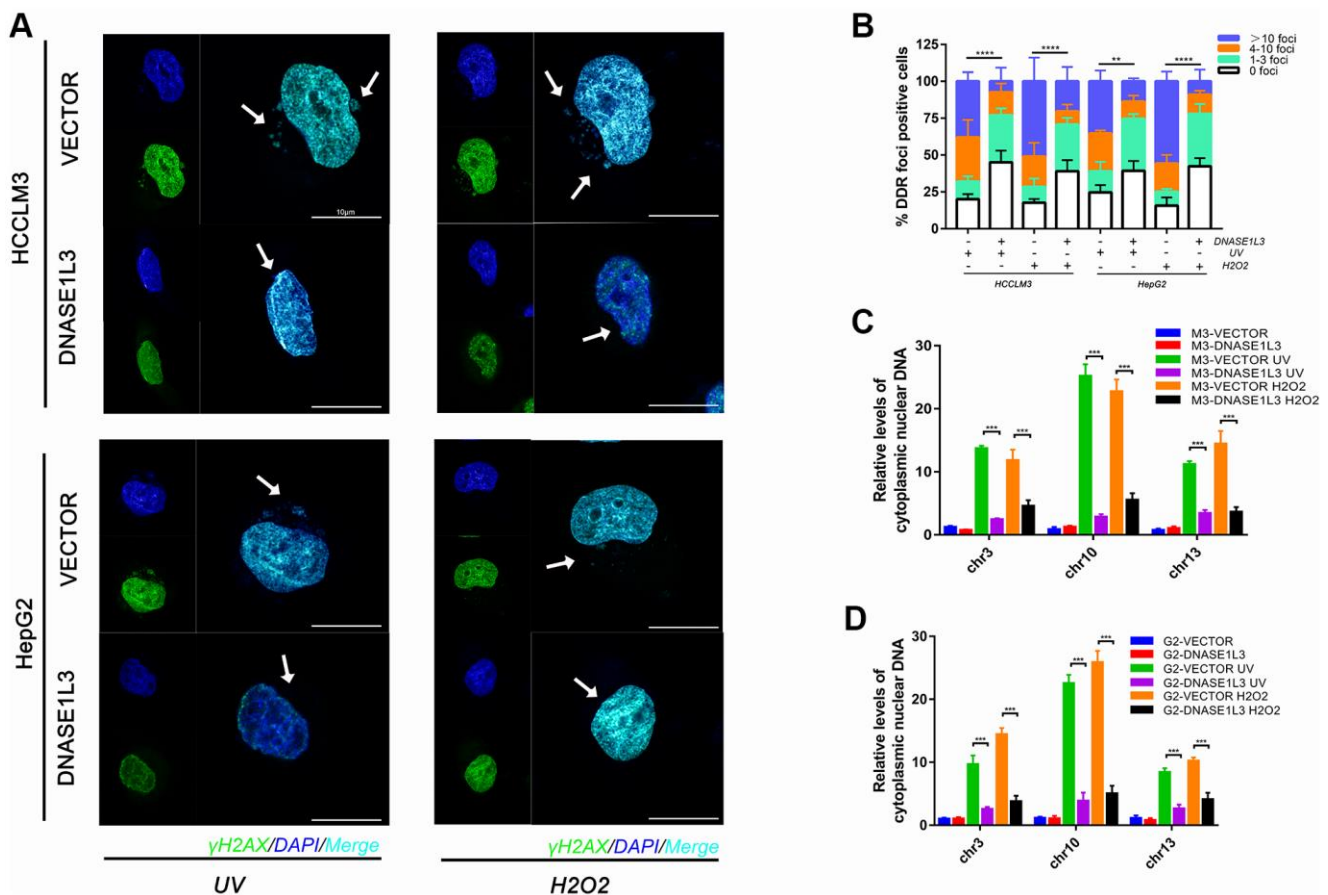 A
HCCLM3
VECTOR
DNASE1L3
10μm
HepG2
VECTOR
DNASE1L3
γH2AX/DAPI/Merge
γH2AX/DAPI/Merge
UV
H2O2
B
% DDR foci positive cells
125
100
75
50
25
0
**** **** ** ****
>10 foci
4-10 foci
1-3 foci
0 foci
- + - + - + - + DNASE1L3
+ + - - + + - - UV
- - + + - - + + H2O2
HCCLM3 HepG2
C
Relative levels of
cytoplasmic nuclear DNA
30
20
10
0
M3-VECTOR
M3-DNASE1L3
M3-VECTOR UV
M3-DNASE1L3 UV
M3-VECTOR H2O2
M3-DNASE1L3 H2O2
*** *** *** *** *** ***
chr3 chr10 chr13
D
Relative levels of
cytoplasmic nuclear DNA
30
20
10
0
G2-VECTOR
G2-DNASE1L3
G2-VECTOR UV
G2-DNASE1L3 UV
G2-VECTOR H2O2
G2-DNASE1L3 H2O2
*** *** *** *** *** ***
chr3 chr10 chr13